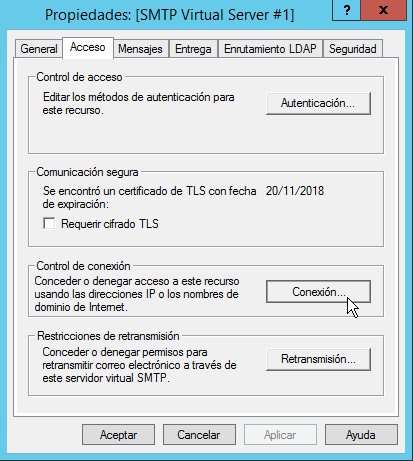 Propiedades: [SMTP Virtual Server #1]
? x
General Acceso Mensajes Entrega Enrutamiento LDAP Seguridad
Control de acceso
Editar los métodos de autenticación para
este recurso.
Autenticación...
Comunicación segura
Se encontró un certificado de TLS con fecha
de expiración:
20/11/2018
Requerir cifrado TLS
Control de conexión
Conceder o denegar acceso a este recurso
usando las direcciones IP o los nombres de
dominio de Internet.
Conexión...
Restricciones de retransmisión
Conceder o denegar permisos para
retransmitir correo electrónico a través de
este servidor virtual SMTP.
Retransmisión...
Aceptar Cancelar Aplicar Ayuda